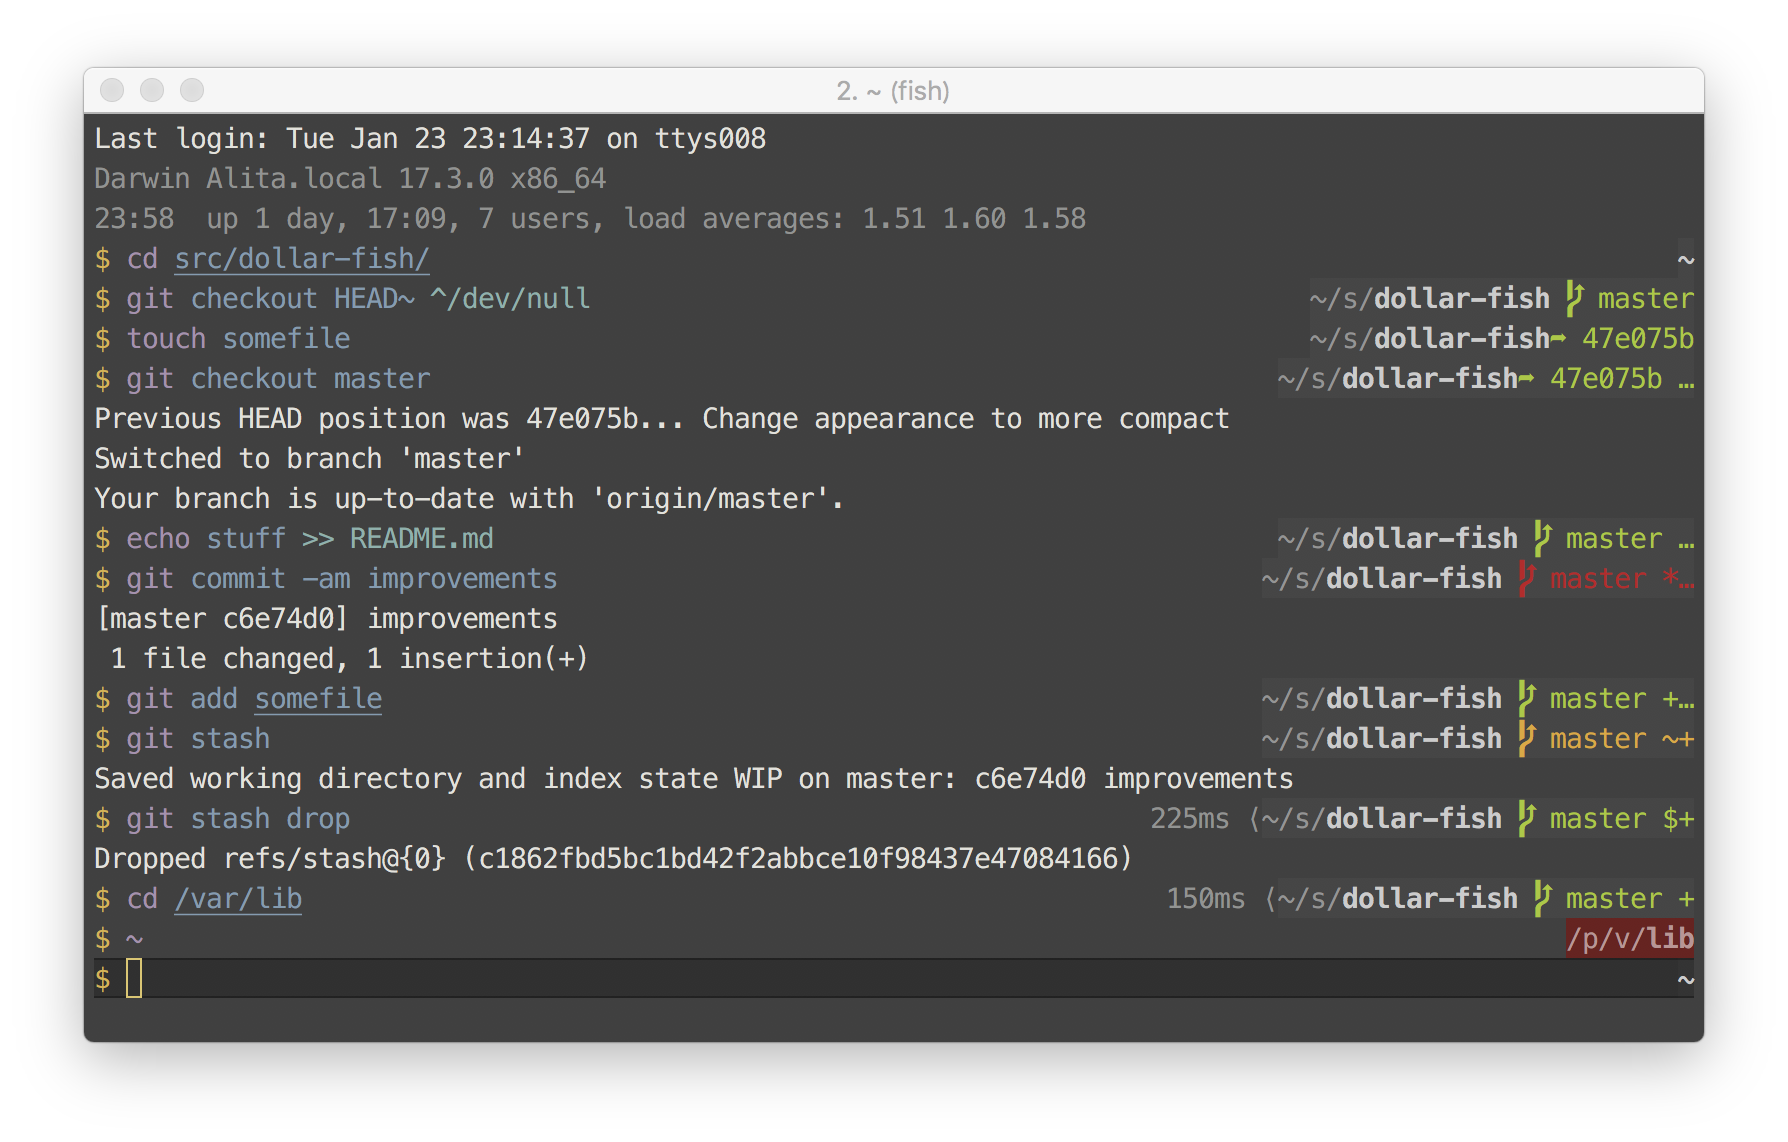 2. ~ (fish)
Last login: Tue Jan 23 23:14:37 on ttys008
Darwin Alita.local 17.3.0 x86_64
23:58  up 1 day, 17:09, 7 users, load averages: 1.51 1.60 1.58
$ cd src/dollar-fish/ ~
$ git checkout HEAD~ ^/dev/null ~/s/dollar-fish master
$ touch somefile ~/s/dollar-fish➦ 47e075b
$ git checkout master ~/s/dollar-fish➦ 47e075b …
Previous HEAD position was 47e075b... Change appearance to more compact
Switched to branch 'master'
Your branch is up-to-date with 'origin/master'.
$ echo stuff >> README.md ~/s/dollar-fish master …
$ git commit -am improvements ~/s/dollar-fish master *…
[master c6e74d0] improvements
 1 file changed, 1 insertion(+)
$ git add somefile ~/s/dollar-fish master +…
$ git stash ~/s/dollar-fish master ~+
Saved working directory and index state WIP on master: c6e74d0 improvements
$ git stash drop 225ms ⟨~/s/dollar-fish master $+
Dropped refs/stash@{0} (c1862fbd5bc1bd42f2abbce10f98437e47084166)
$ cd /var/lib 150ms ⟨~/s/dollar-fish master +
$ ~ /p/v/lib
$ ~